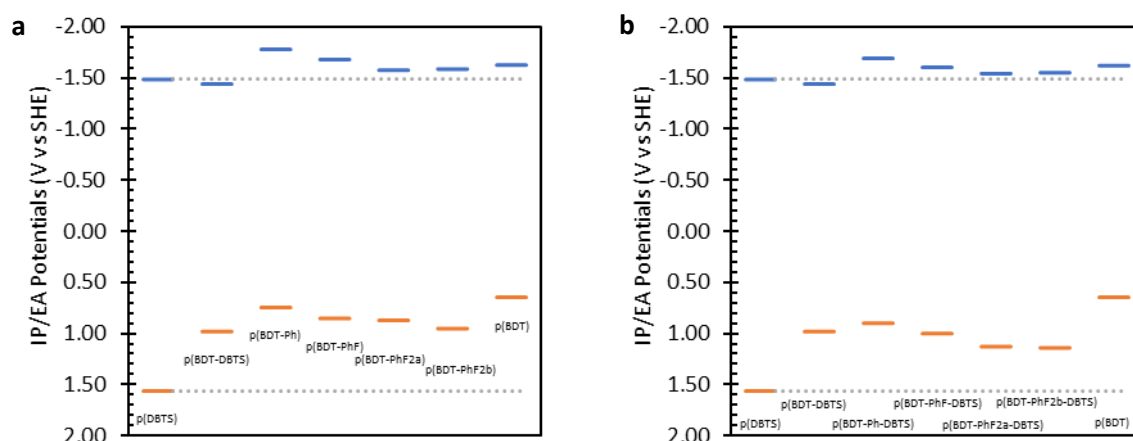 a
IP/EA Potentials (V vs SHE)
-2.00
-1.50
-1.00
-0.50
0.00
0.50
1.00
1.50
2.00
p(DBTS)
p(BDT-DBTS)
p(BDT-Ph)
p(BDT-PhF)
p(BDT-PhF2a)
p(BDT-PhF2b)
p(BDT)
b
IP/EA Potentials (V vs SHE)
-2.00
-1.50
-1.00
-0.50
0.00
0.50
1.00
1.50
2.00
p(DBTS)
p(BDT-DBTS)
p(BDT-Ph-DBTS)
p(BDT-PhF-DBTS)
p(BDT-PhF2a-DBTS)
p(BDT-PhF2b-DBTS)
p(BDT)